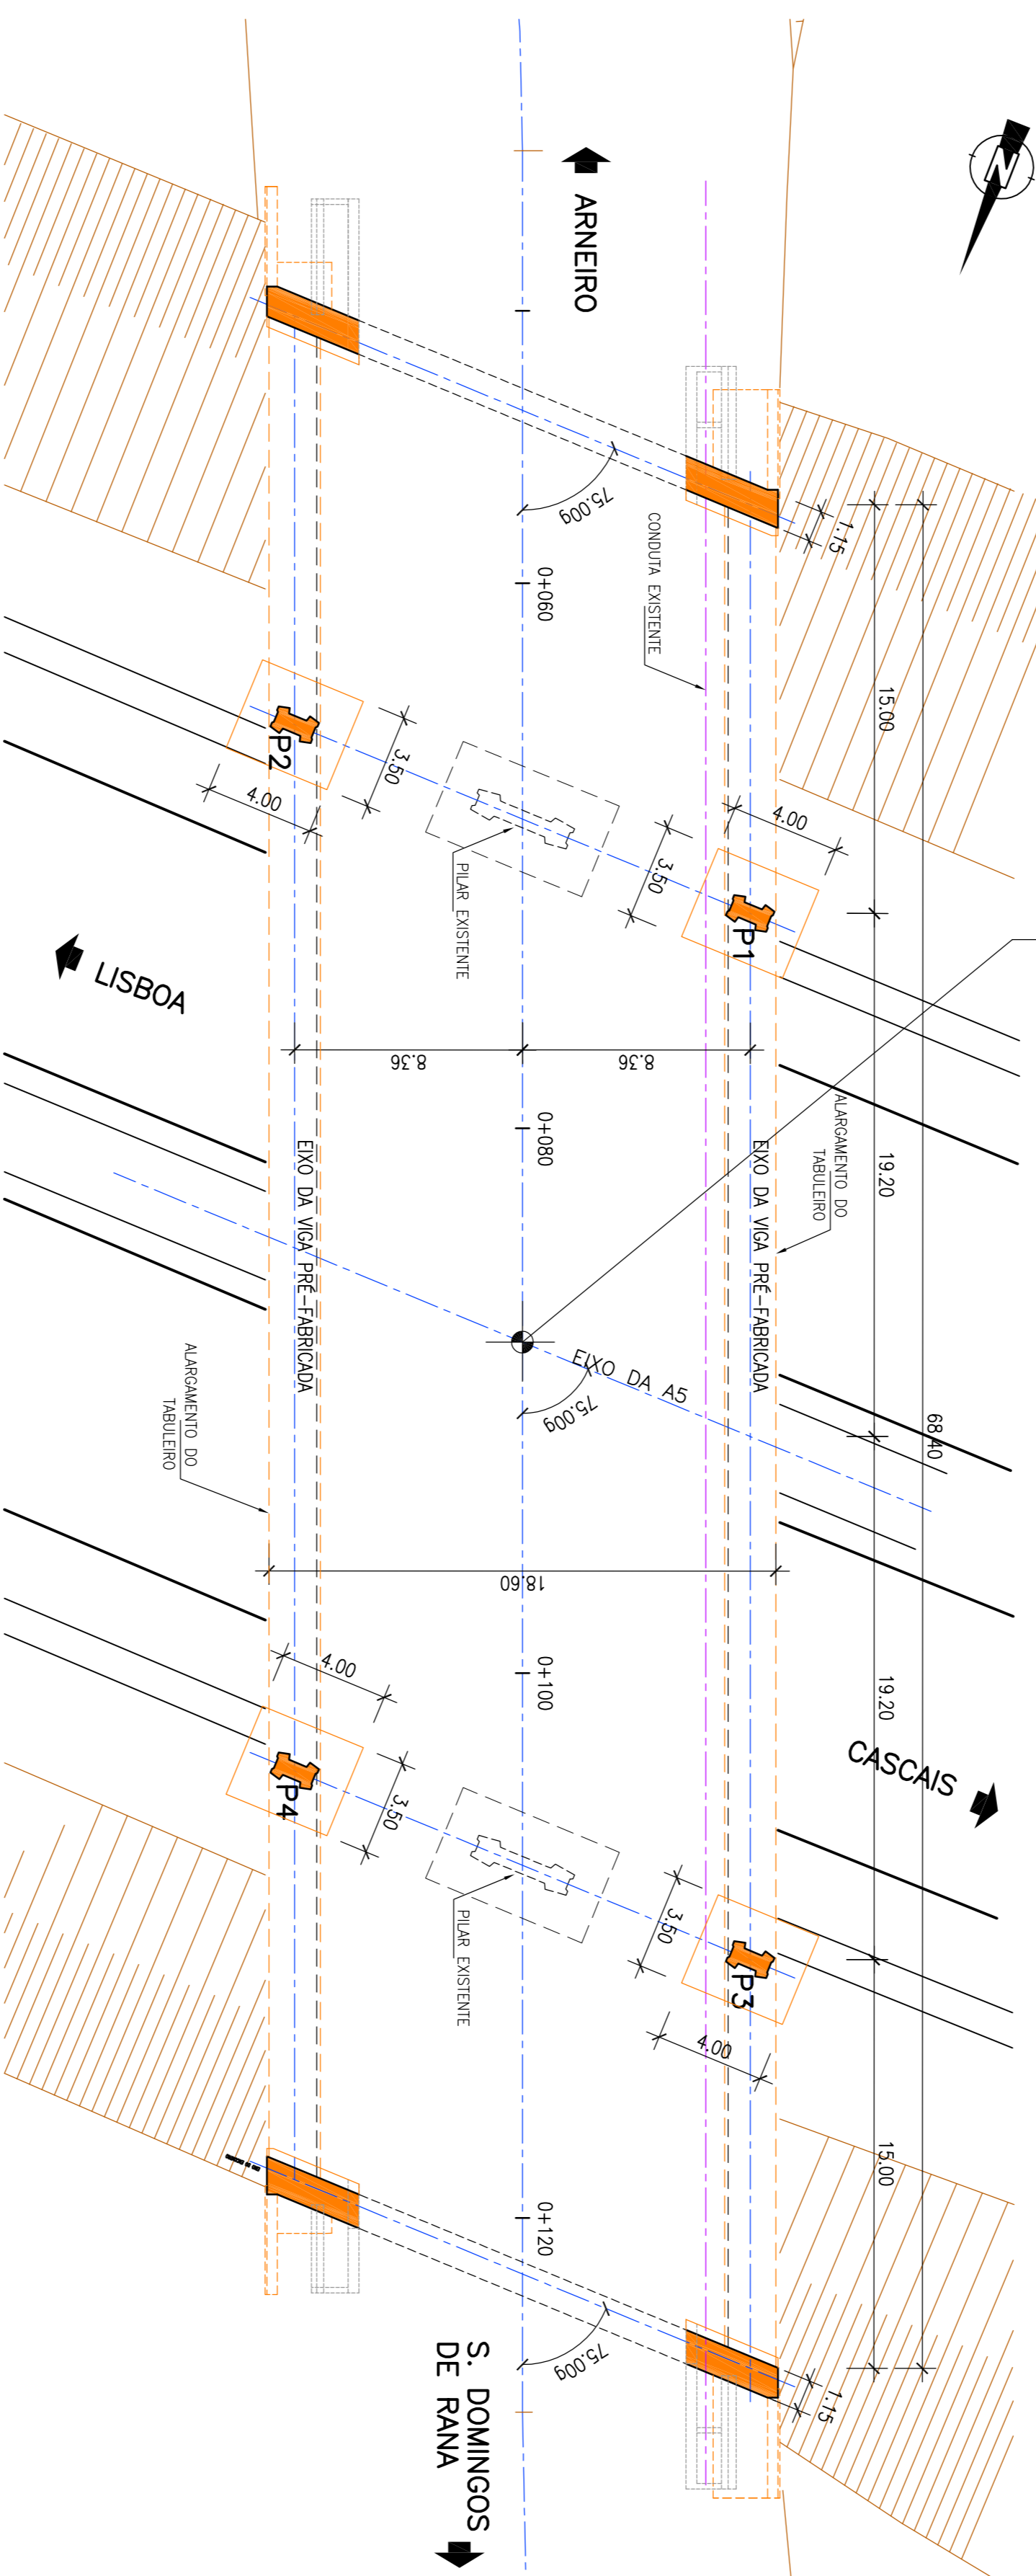 N
ARNEIRO
1.15
75.00g
CONDUTA EXISTENTE
0+060
15.00
P2
3.50
4.00
4.00
3.50
P1
PILAR EXISTENTE
LISBOA
8.36
8.36
0+080
ALARGAMENTO DO
TABULEIRO
19.20
EIXO DA VIGA PRÉ-FABRICADA
EIXO DA VIGA PRÉ-FABRICADA
EIXO DA A5
75.00g
ALARGAMENTO DO
TABULEIRO
68.40
18.60
4.00
0+100
19.20
CASCAIS
P4
3.50
3.50
P3
PILAR EXISTENTE
4.00
15.00
0+120
75.00g
1.15
S. DOMINGOS
DE RANA